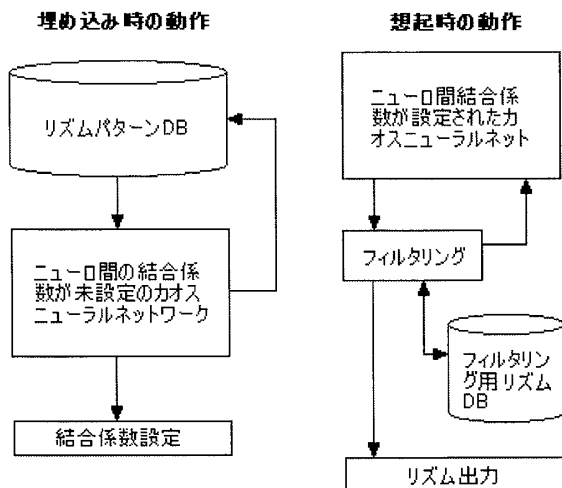 埋め込み時の動作
リズムパターンDB
ニューロ間の結合係
数が未設定のカオス
ニューラルネットワーク
結合係数設定
想起時の動作
ニューロ間結合係
数が設定されたカ
オスニューラルネット
フィルタリング
フィルタリン
グ用リズム
DB
リズム出力